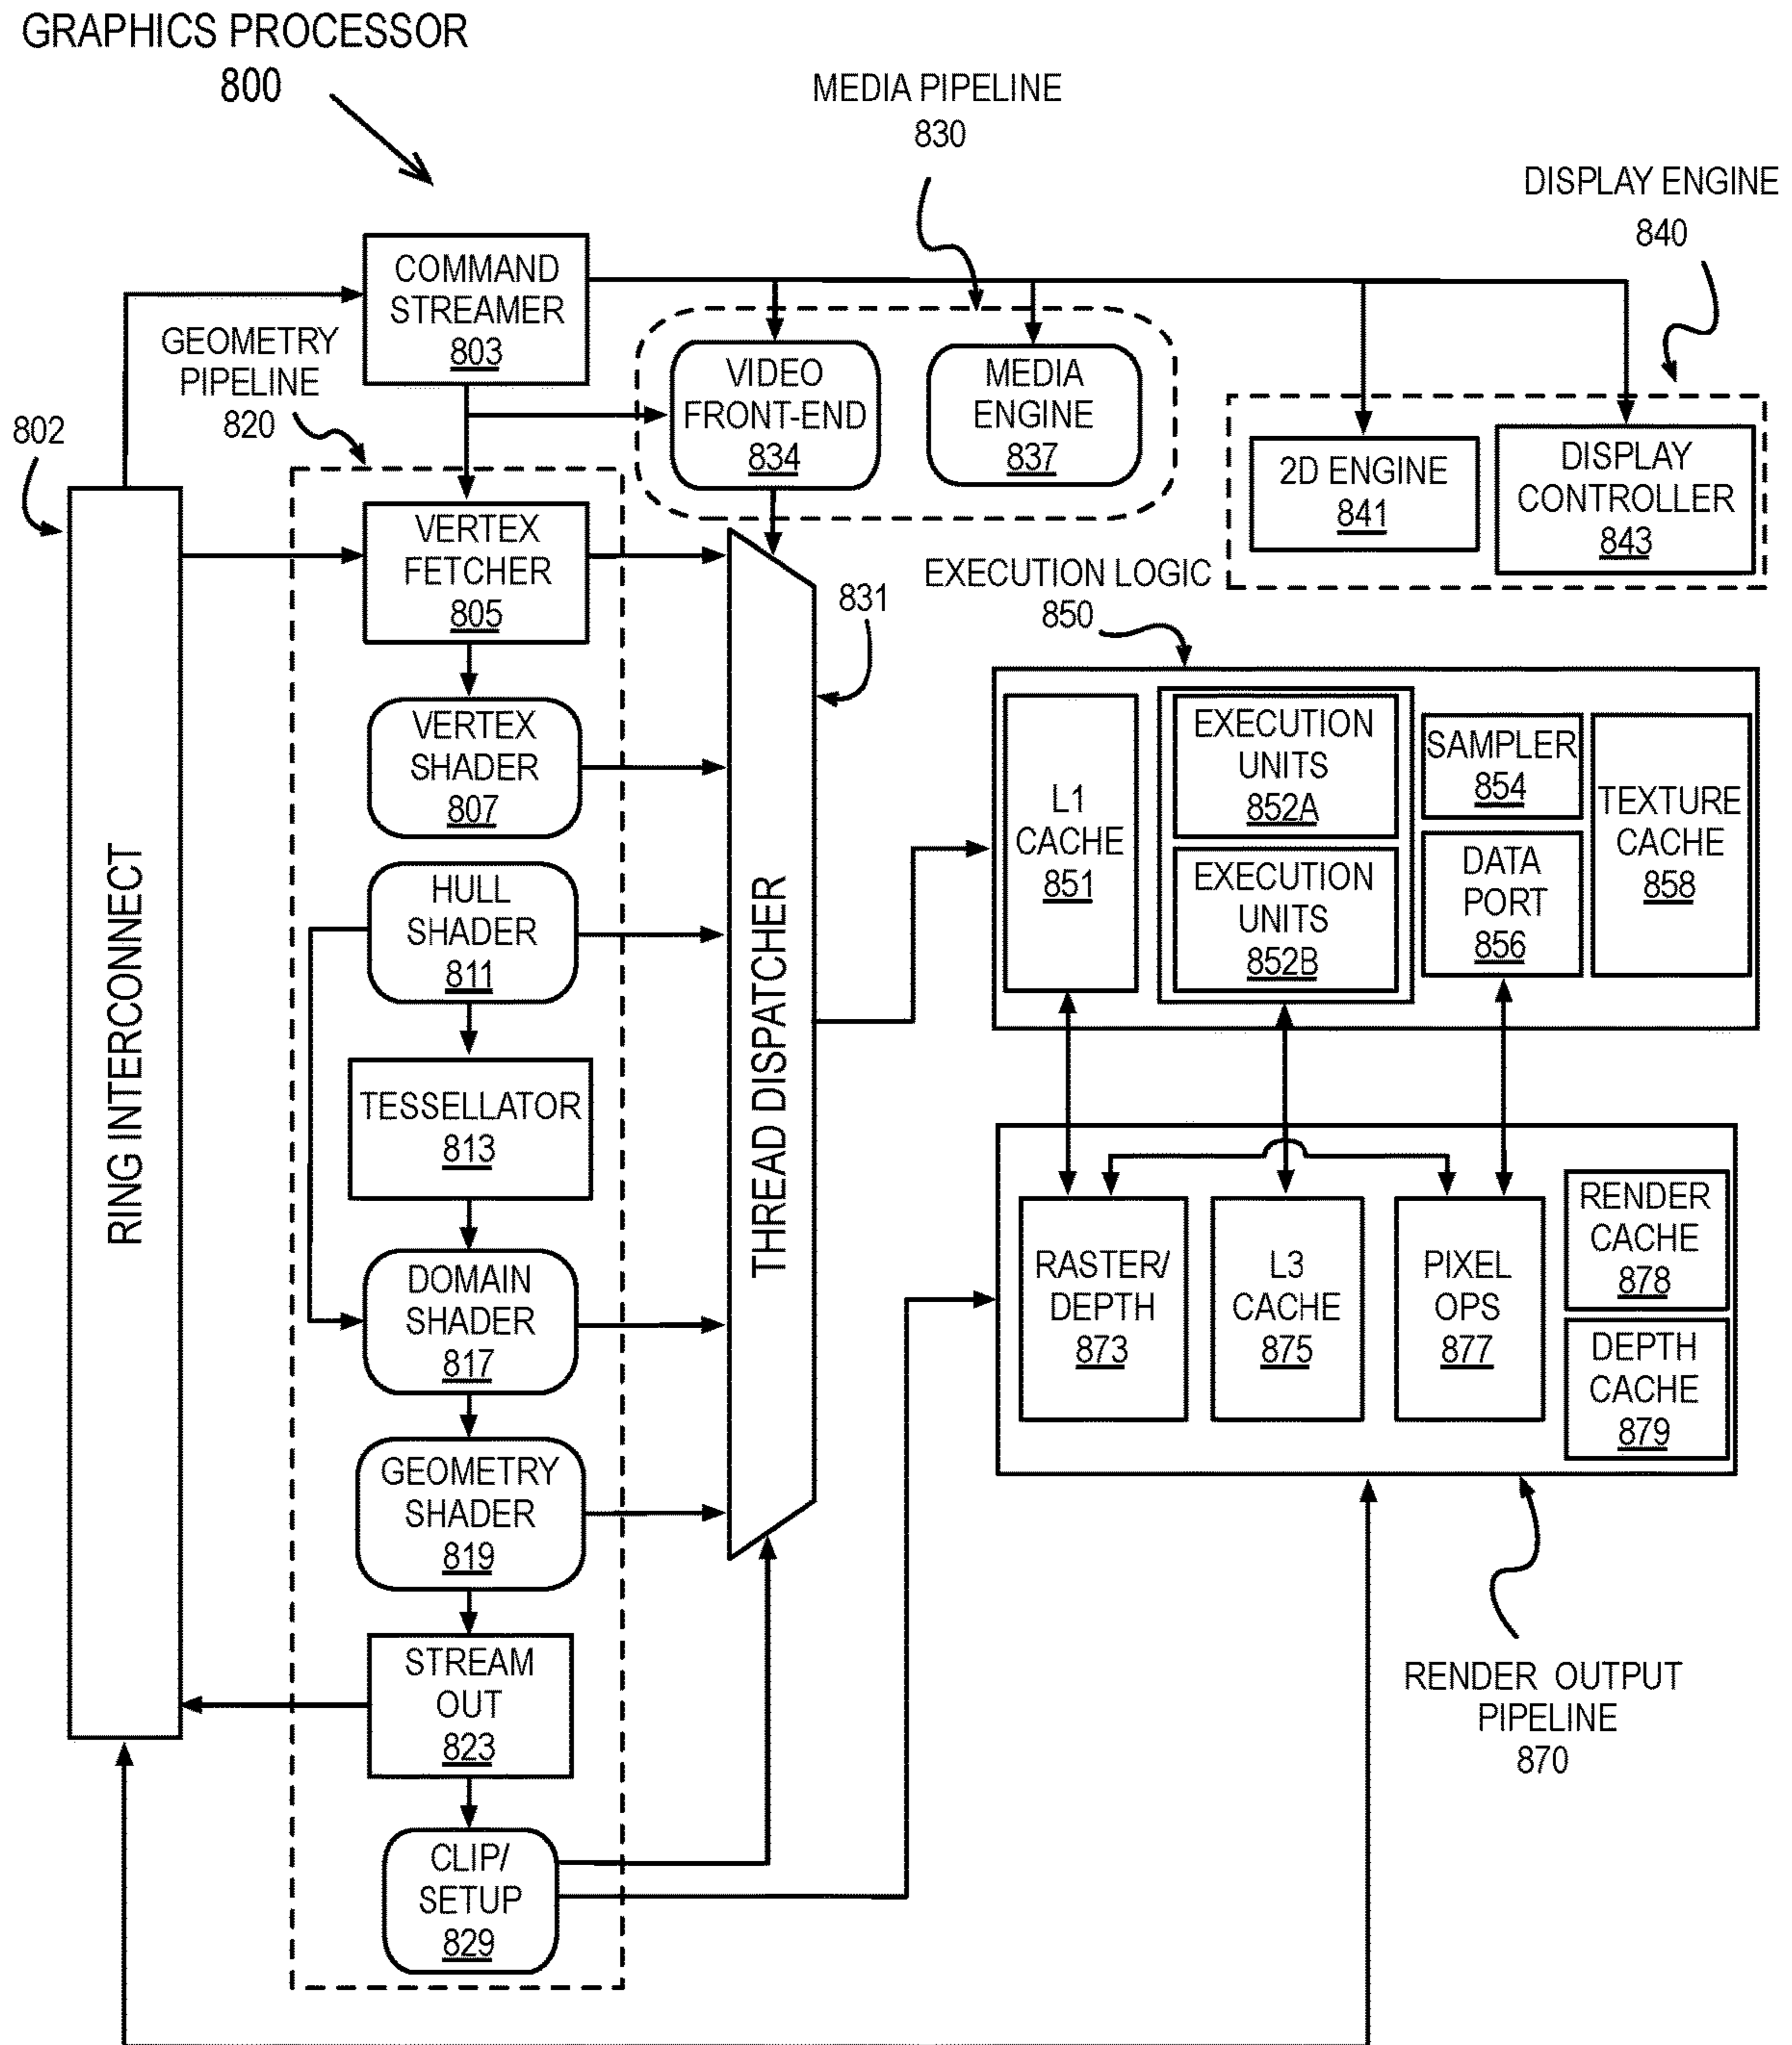 GRAPHICS PROCESSOR
800
MEDIA PIPELINE
830
DISPLAY ENGINE
840
COMMAND
STREAMER
803
GEOMETRY
PIPELINE
820
802
VIDEO
FRONT-END
834
MEDIA
ENGINE
837
2D ENGINE
841
DISPLAY
CONTROLLER
843
RING INTERCONNECT
VERTEX
FETCHER
805
VERTEX
SHADER
807
HULL
SHADER
811
TESSELLATOR
813
DOMAIN
SHADER
817
GEOMETRY
SHADER
819
STREAM
OUT
823
CLIP/
SETUP
829
THREAD DISPATCHER
831
EXECUTION LOGIC
850
L1
CACHE
851
EXECUTION
UNITS
852A
EXECUTION
UNITS
852B
SAMPLER
854
DATA
PORT
856
TEXTURE
CACHE
858
RASTER/
DEPTH
873
L3
CACHE
875
PIXEL
OPS
877
RENDER
CACHE
878
DEPTH
CACHE
879
RENDER OUTPUT
PIPELINE
870